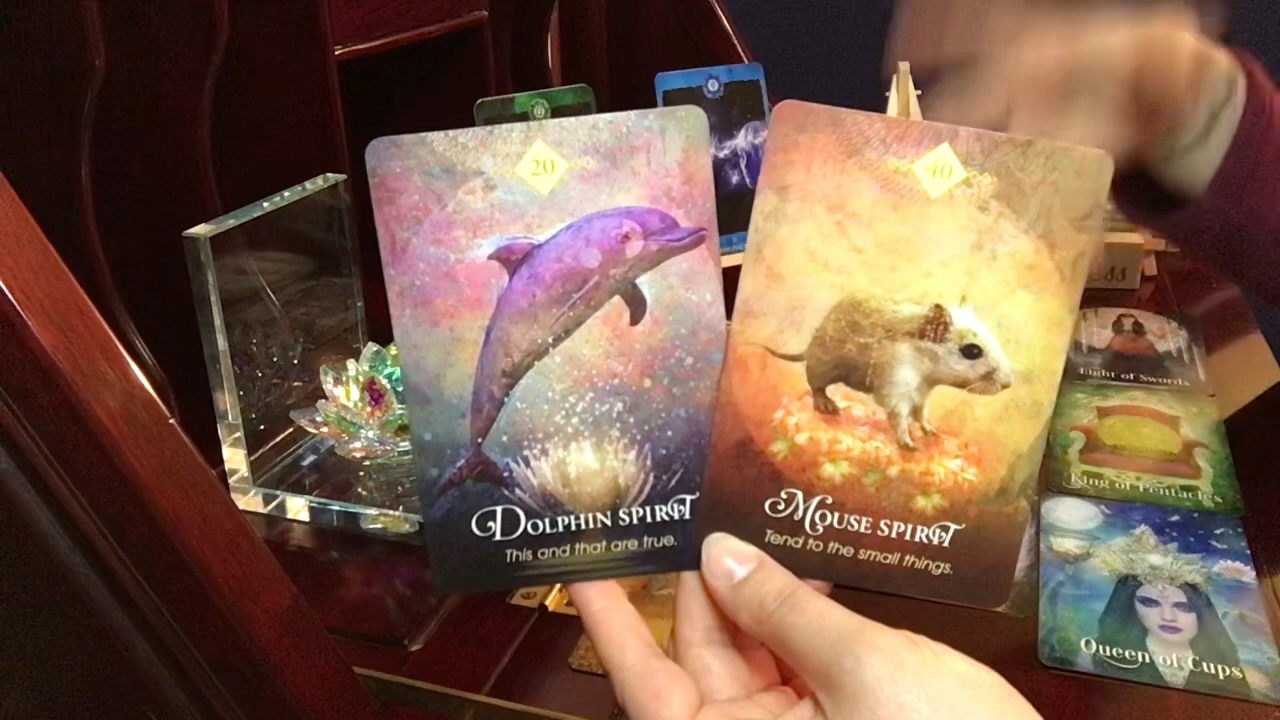 20
Dolphin Spirit
This and that are true.
40
Mouse Spirit
Tend to the small things.
Eight of Swords
King of Pentacles
Queen of Cups